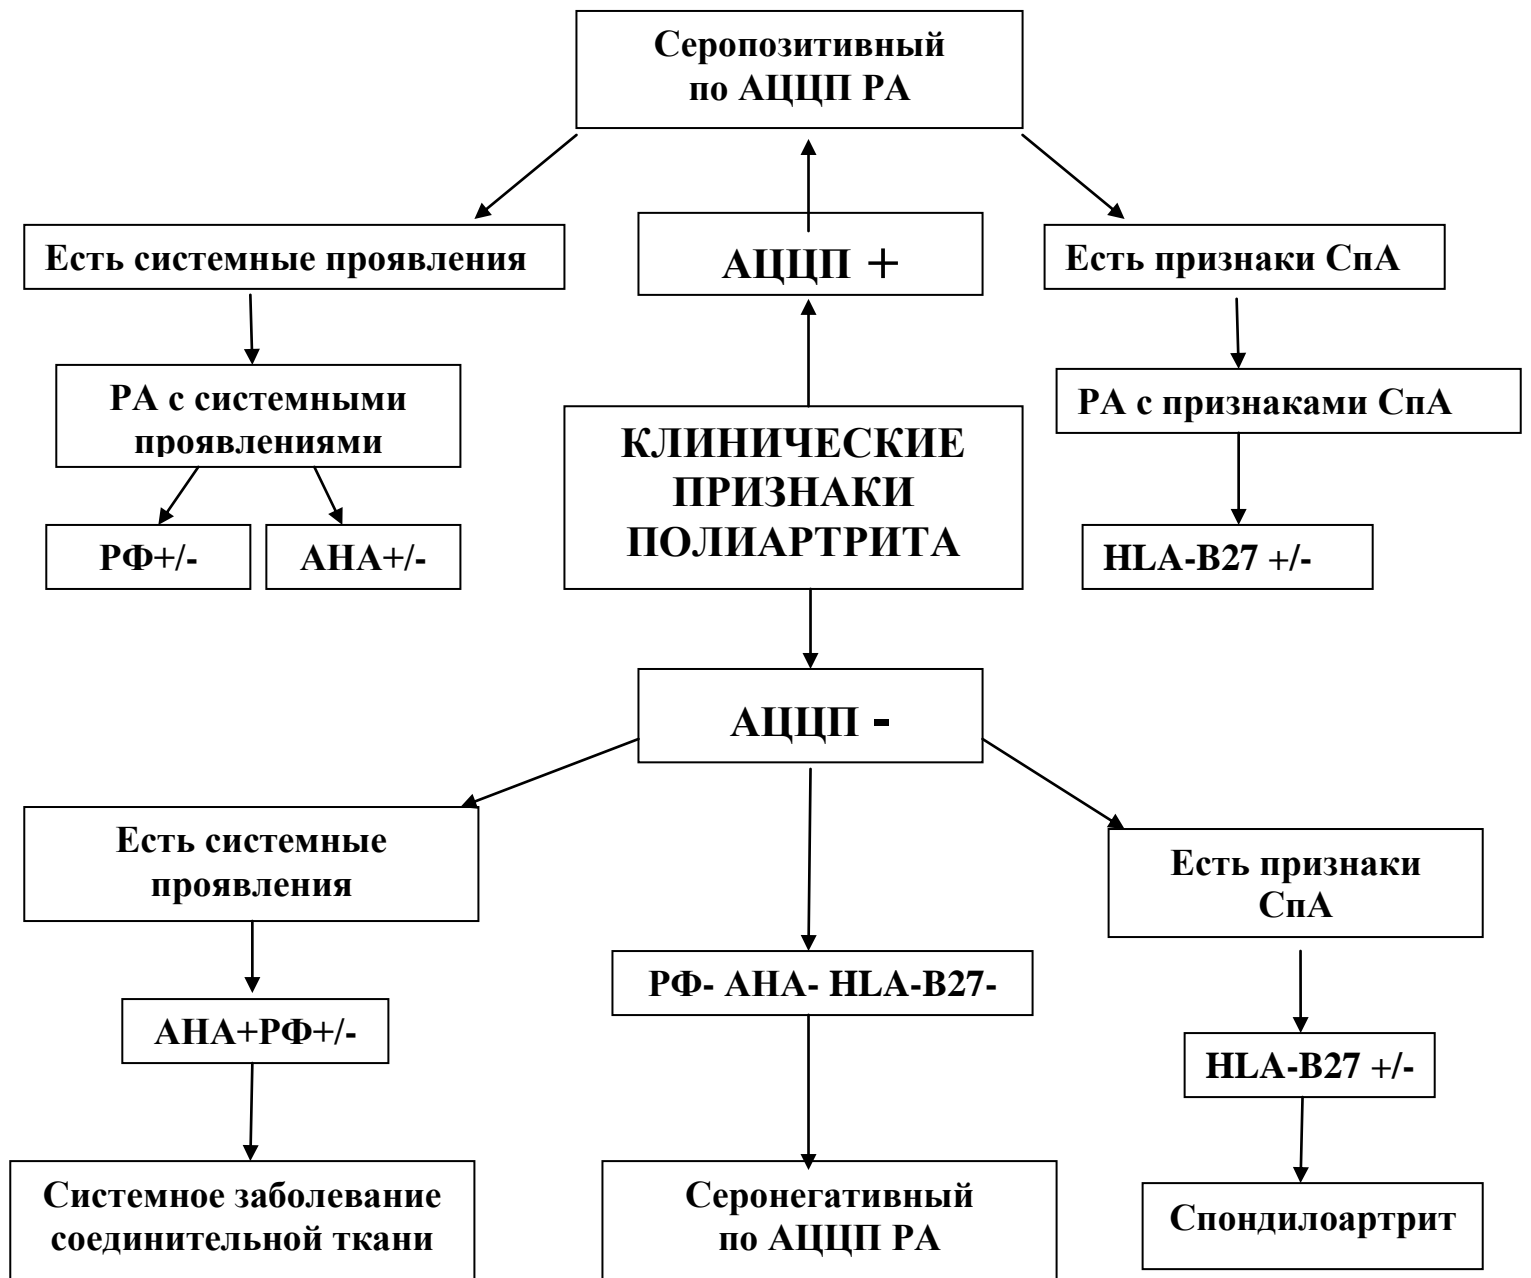 Серопозитивный
по АЦЦП РА
Есть системные проявления
АЦЦП +
Есть признаки СпА
РА с системными
проявлениями
РА с признаками СпА
КЛИНИЧЕСКИЕ
ПРИЗНАКИ
ПОЛИАРТРИТА
РФ+/-
АНА+/-
HLA-B27 +/-
АЦЦП -
Есть системные
проявления
Есть признаки
СпА
РФ- АНА- HLA-B27-
АНА+РФ+/-
HLA-B27 +/-
Системное заболевание
соединительной ткани
Серонегативный
по АЦЦП РА
Спондилоартрит